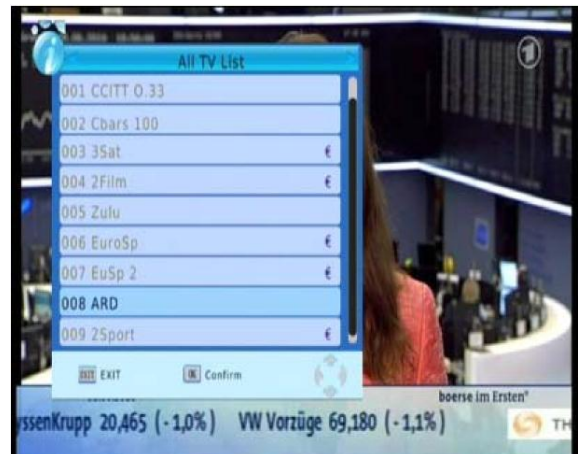 All TV List
001 CCITT O.33
002 Cbars 100
003 3Sat €
004 2Film €
005 Zulu
006 EuroSp €
007 EuSp 2 €
008 ARD
009 2Sport €
EXIT EXIT OK Confirm
boerse im Ersten"
yssenKrupp 20,465 (-1,0%) VW Vorzüge 69,180 (-1,1%) TH